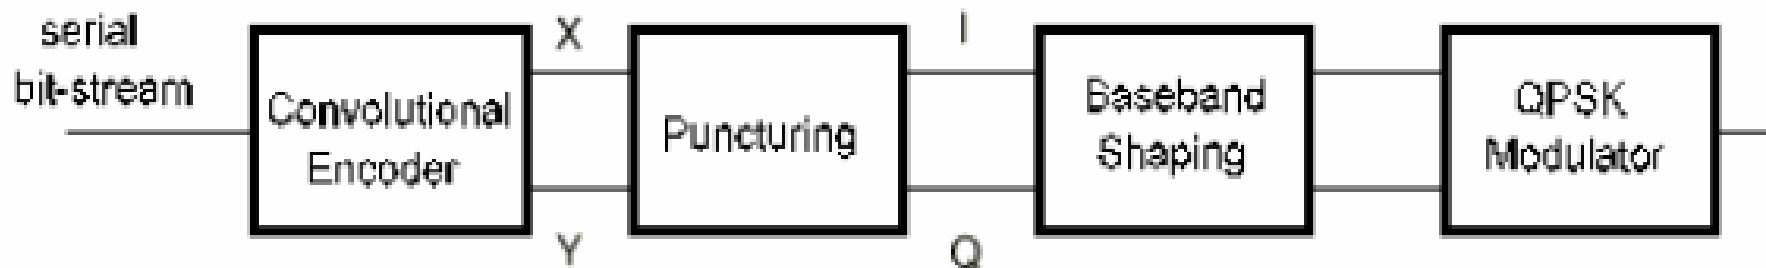 serial
bit-stream
Convolutional
Encoder
X
Y
Puncturing
I
Q
Baseband
Shaping
QPSK
Modulator